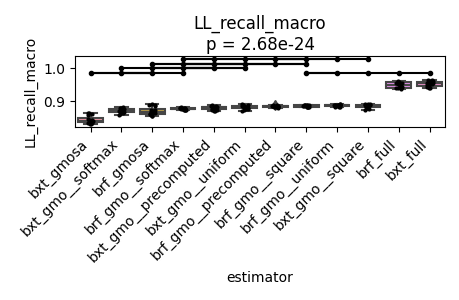 LL_recall_macro
p = 2.68e-24
LL_recall_macro
1.0
0.9
bxt_gmosa
bxt_gmo__softmax
brf_gmosa
brf_gmo__softmax
bxt_gmo__precomputed
bxt_gmo__uniform
brf_gmo__precomputed
brf_gmo__square
brf_gmo__uniform
bxt_gmo__square
brf_full
bxt_full
estimator